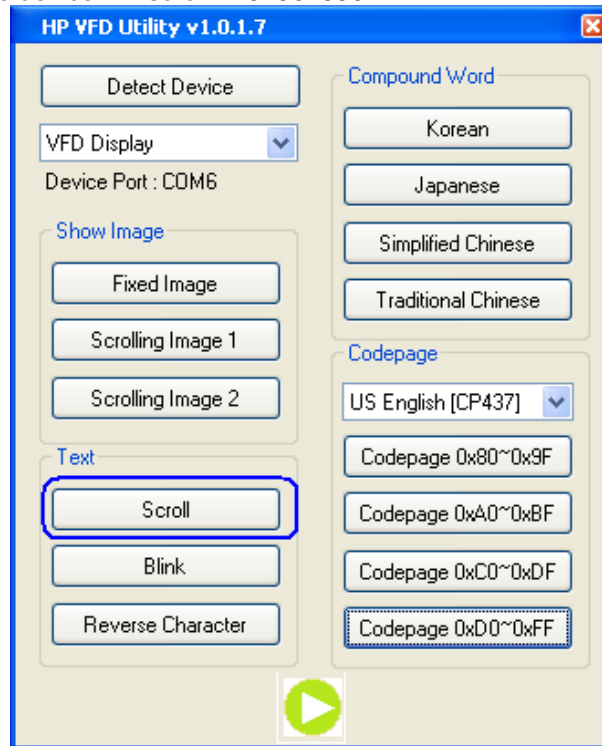 HP VFD Utility v1.0.1.7
Detect Device
VFD Display
Device Port : COM6
Show Image
Fixed Image
Scrolling Image 1
Scrolling Image 2
Text
Scroll
Blink
Reverse Character
Compound Word
Korean
Japanese
Simplified Chinese
Traditional Chinese
Codepage
US English [CP437]
Codepage 0x80~0x9F
Codepage 0xA0~0xBF
Codepage 0xC0~0xDF
Codepage 0xD0~0xFF